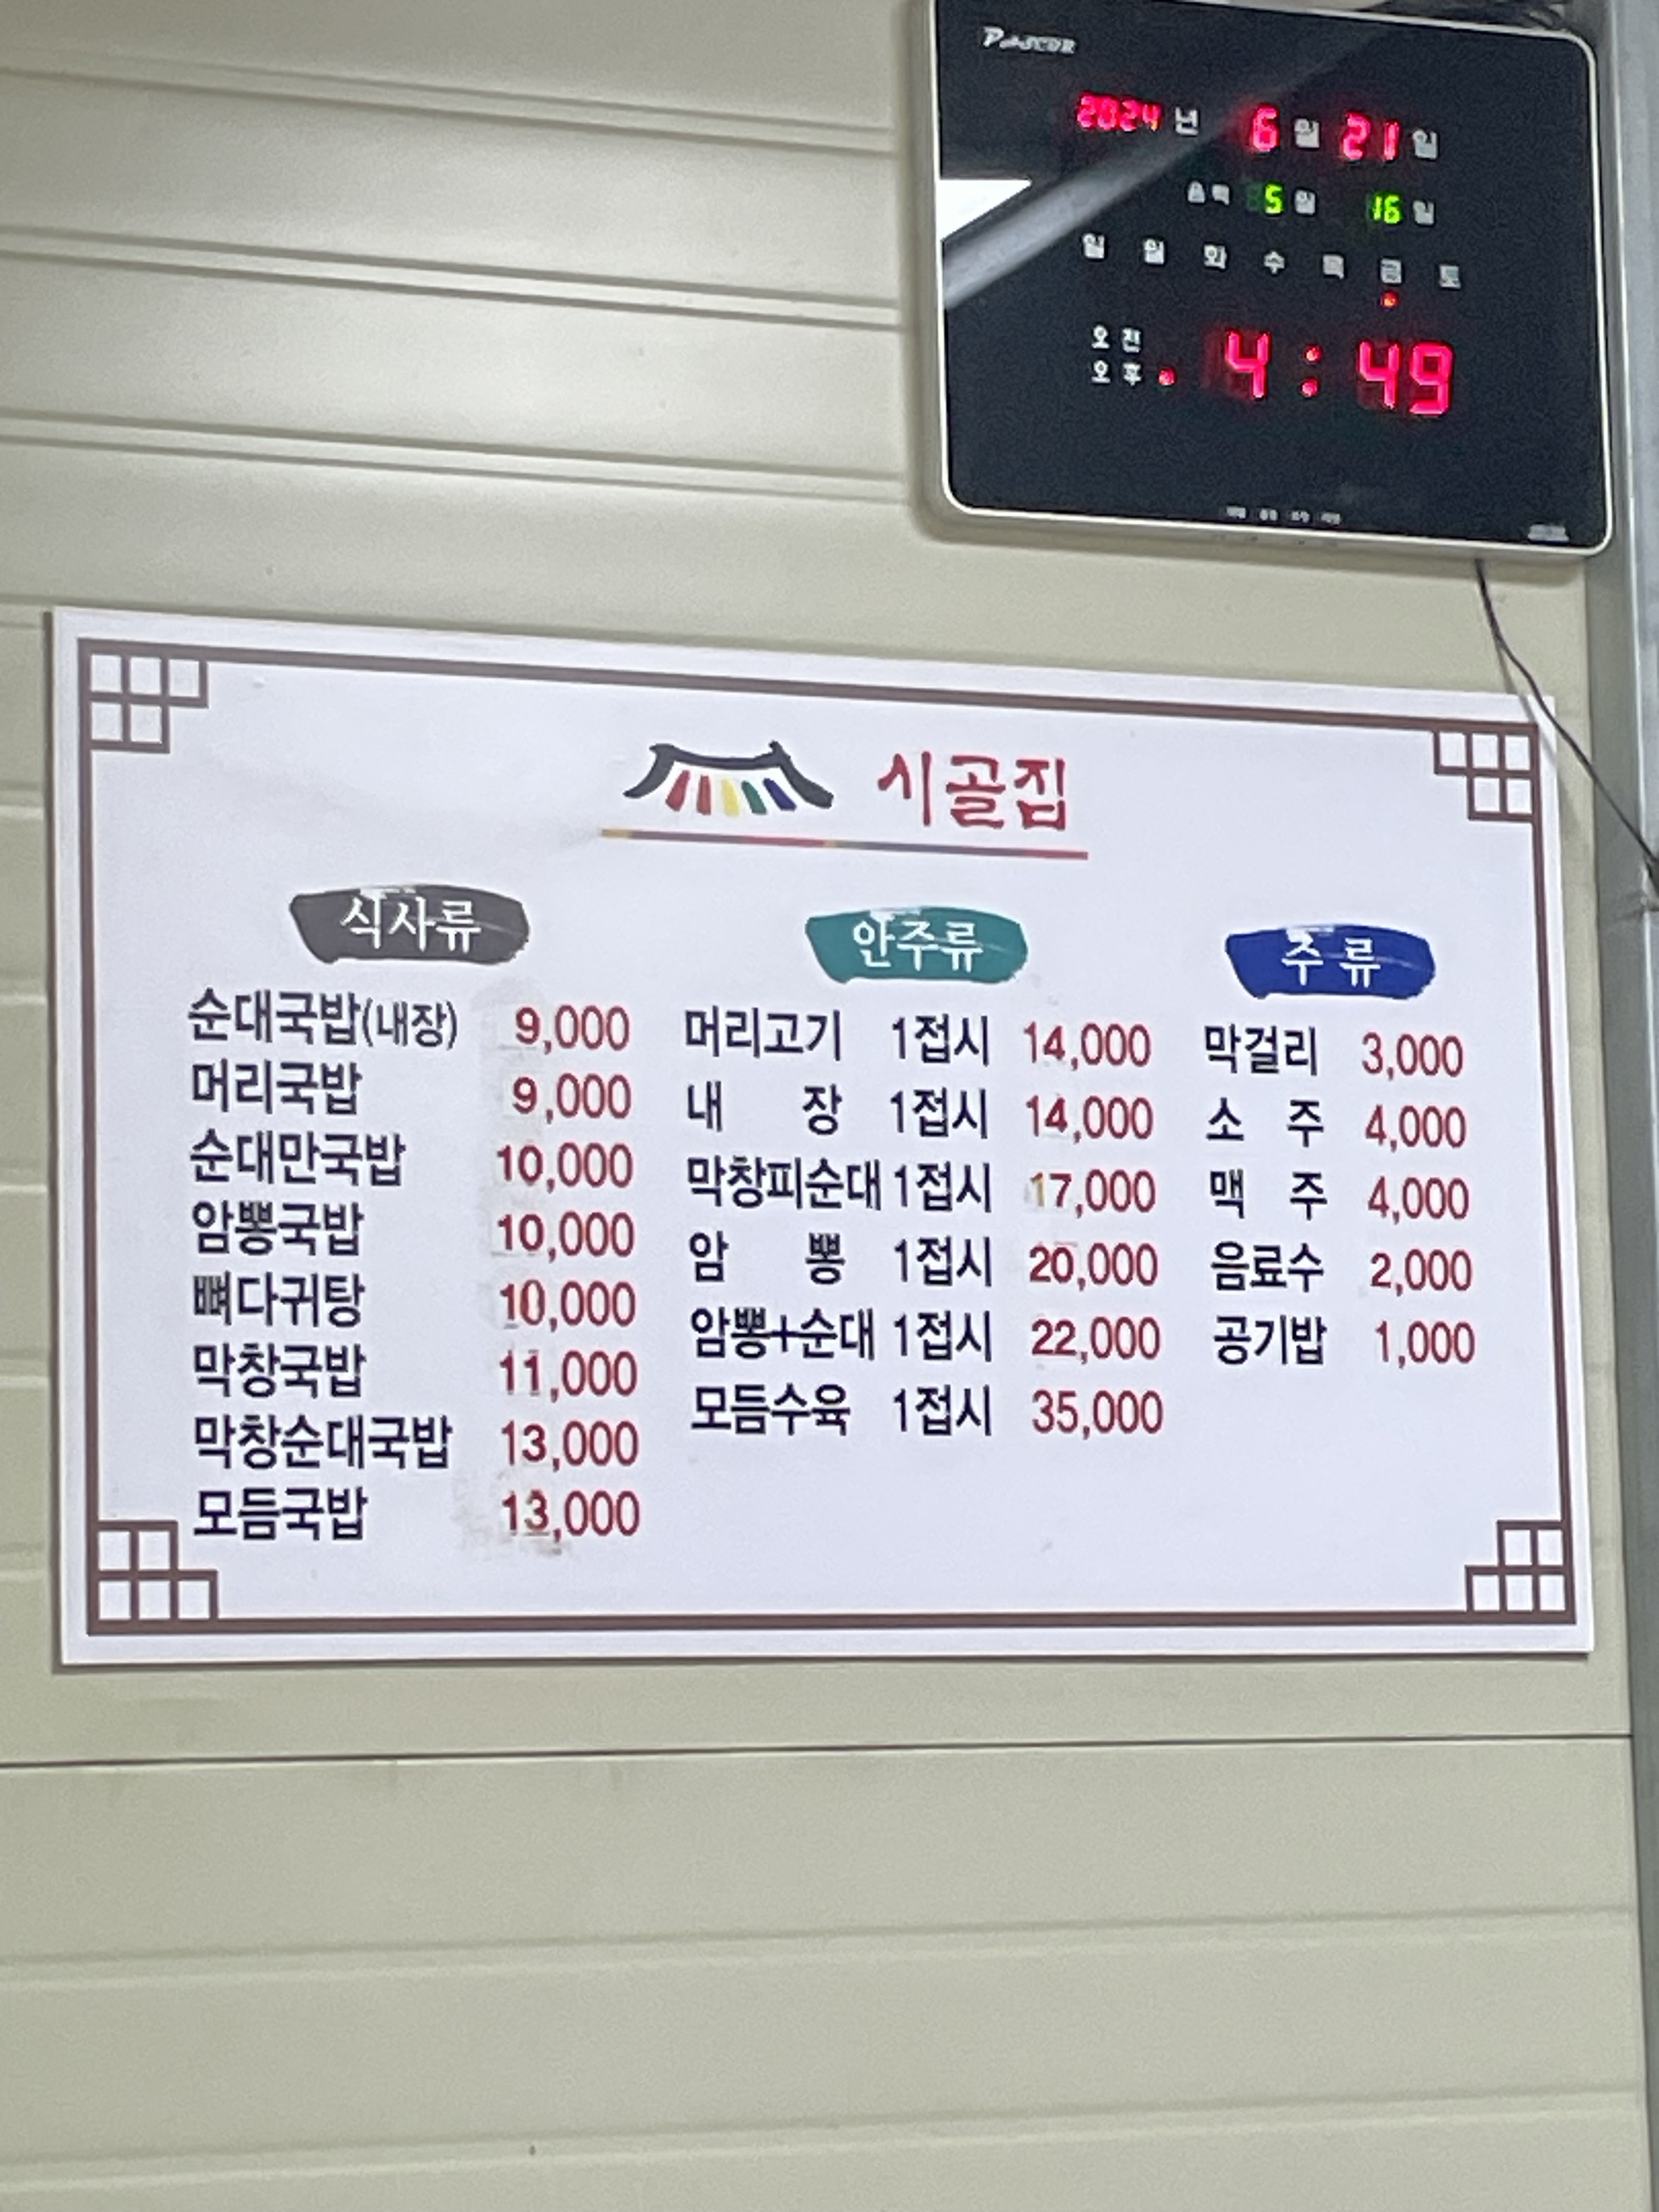 2024 년 6 월 21 일
음력 5 월 16 일
일 월 화 수 목 금 토
오전
오후 4:49
시골집
식사류
순대국밥(내장) 9,000
머리국밥 9,000
순대만국밥 10,000
암뽕국밥 10,000
뼈다귀탕 10,000
막창국밥 11,000
막창순대국밥 13,000
모듬국밥 13,000
안주류
머리고기 1접시 14,000
내 장 1접시 14,000
막창피순대 1접시 17,000
암 뽕 1접시 20,000
암뽕+순대 1접시 22,000
모듬수육 1접시 35,000
주 류
막걸리 3,000
소 주 4,000
맥 주 4,000
음료수 2,000
공기밥 1,000